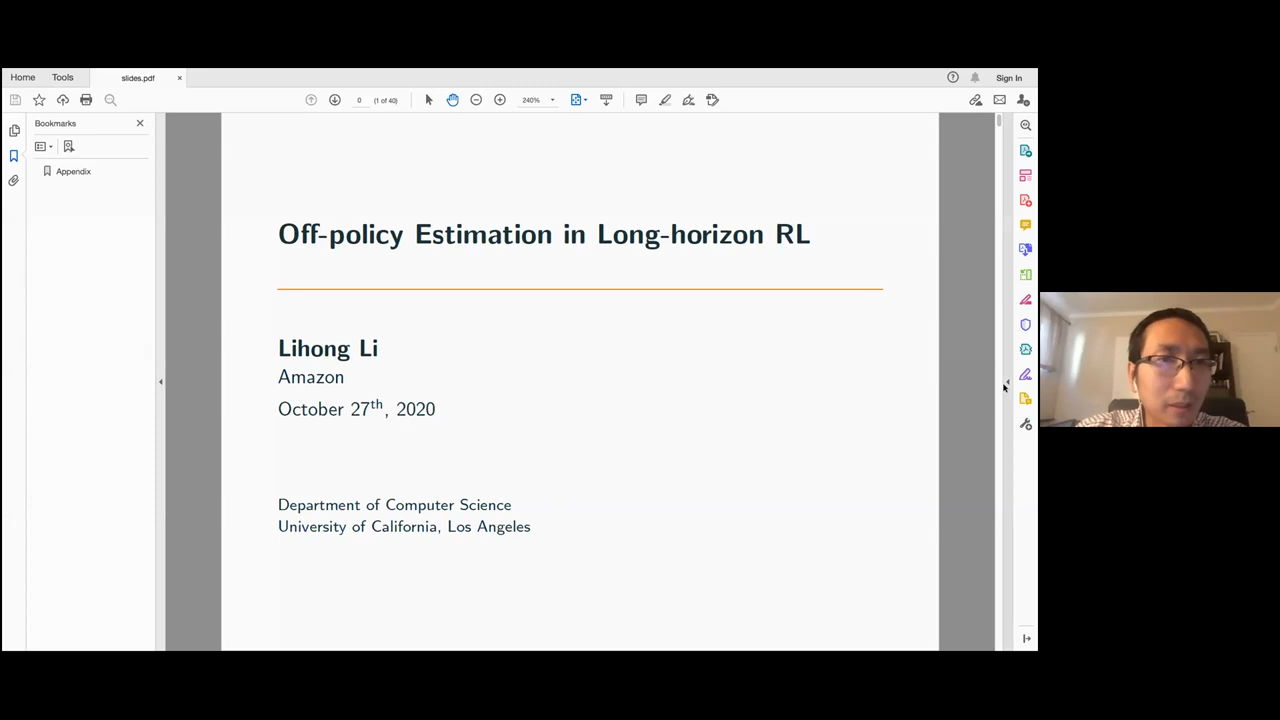 Home Tools slides.pdf × Sign In
0 (1 of 40) 240%
Bookmarks
Appendix
Off-policy Estimation in Long-horizon RL
Lihong Li
Amazon
October 27th, 2020
Department of Computer Science
University of California, Los Angeles